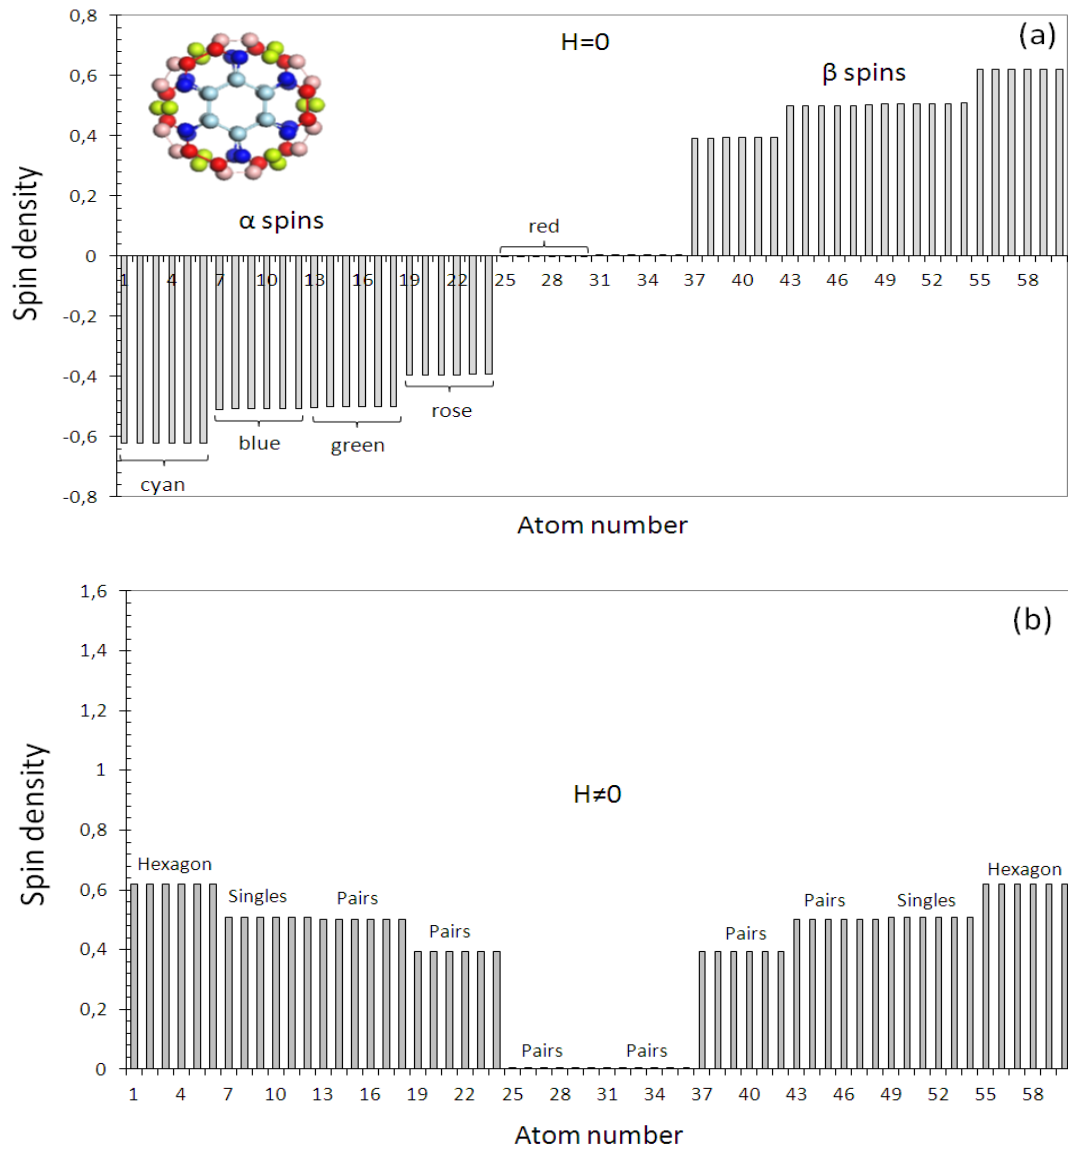 0,8
(a)
H=0
0,6
β spins
0,4
0,2
α spins
red
0
1 4 7 10 13 16 19 22 25 28 31 34 37 40 43 46 49 52 55 58
-0,2
-0,4
rose
blue
green
-0,6
cyan
-0,8
Spin density
Atom number
1,6
(b)
1,4
1,2
1
H≠0
0,8
Hexagon
Hexagon
0,6
Singles
Pairs
Pairs
Singles
Pairs
Pairs
0,4
0,2
Pairs
Pairs
0
1 4 7 10 13 16 19 22 25 28 31 34 37 40 43 46 49 52 55 58
Spin density
Atom number